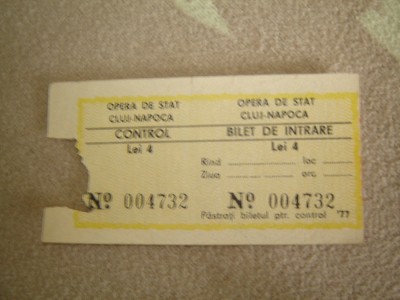 OPERA DE STAT
CLUJ-NAPOCA
CONTROL
Lei 4
Nº 004732
OPERA DE STAT
CLUJ-NAPOCA
BILET DE INTRARE
Lei 4
Rînd loc
Ziua orc
Nº 004732
Păstrați biletul ptr. control '77